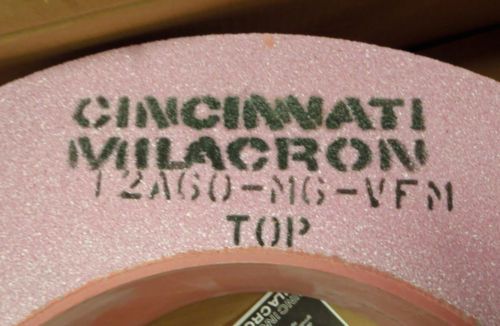 CINCINNATI
MILACRON
12A60-M6-VFM
TOP